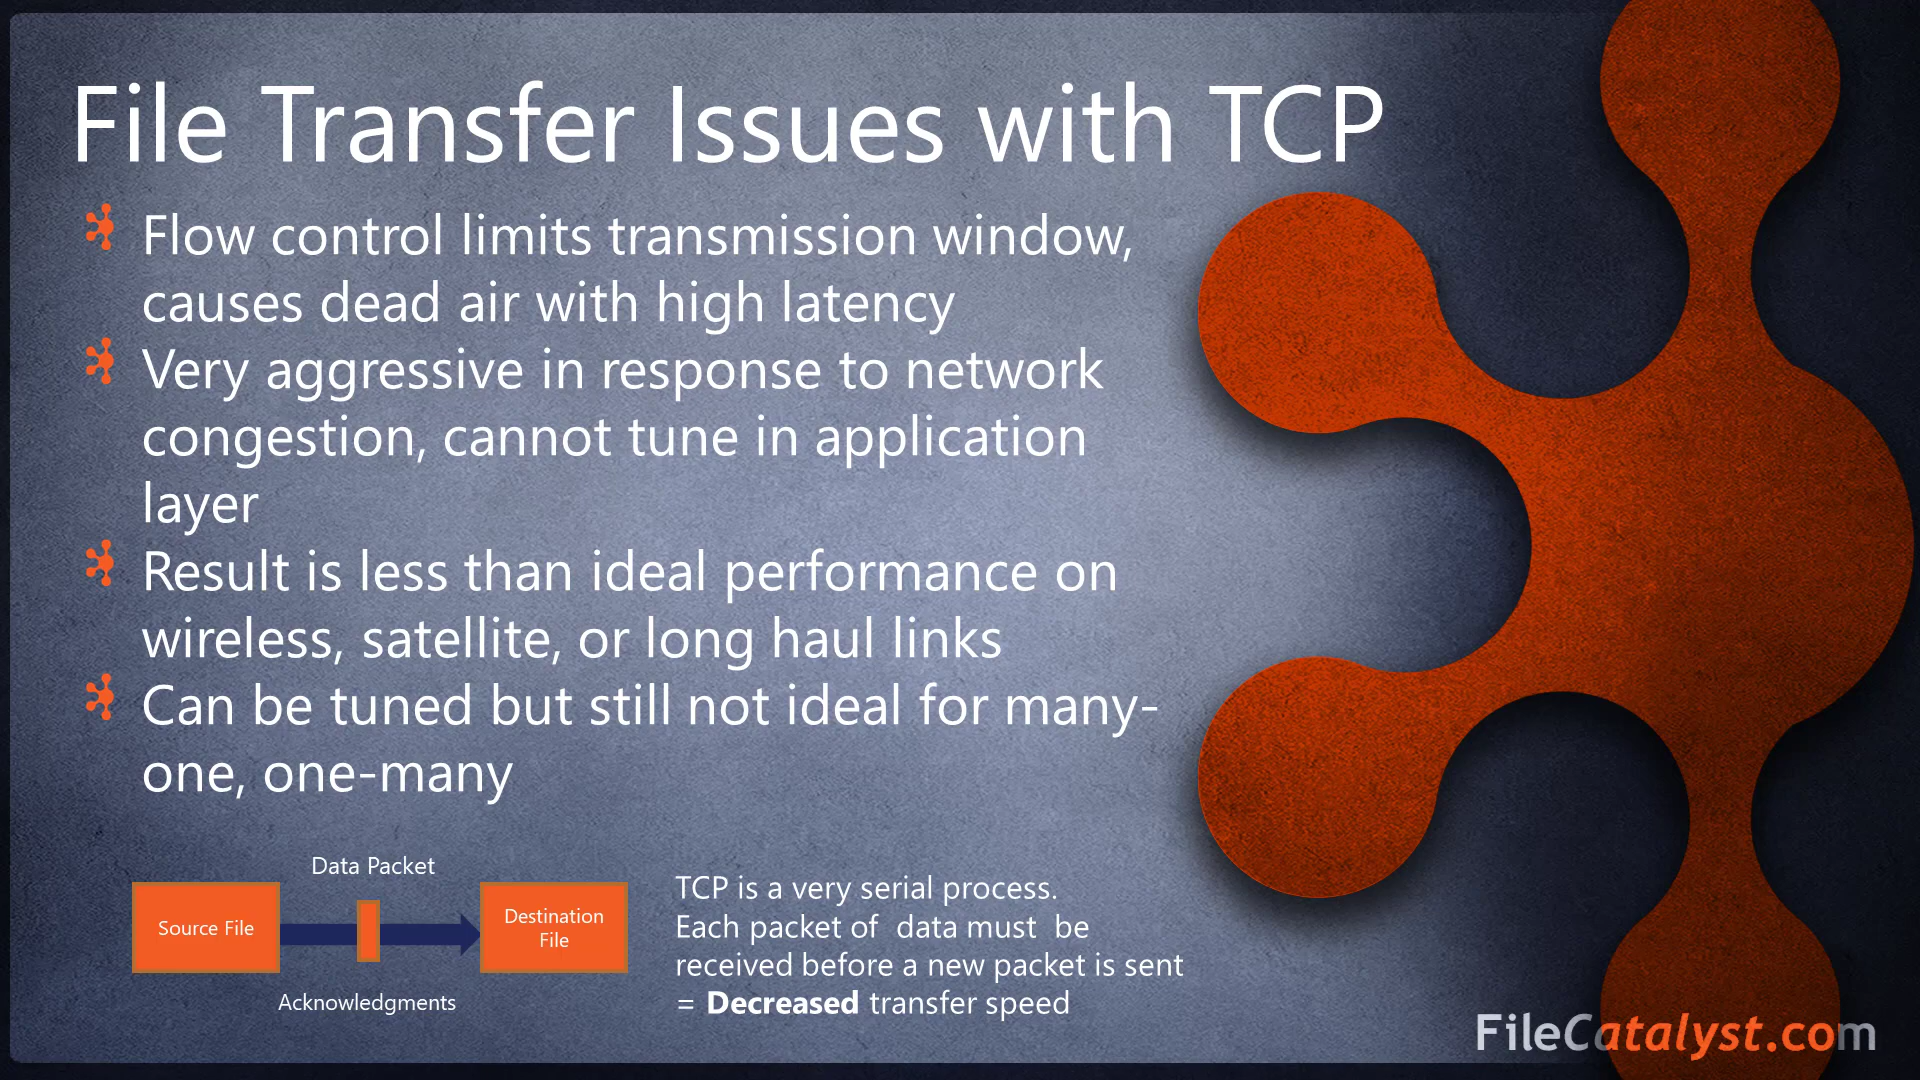 File Transfer Issues with TCP
Flow control limits transmission window,
causes dead air with high latency
Very aggressive in response to network
congestion, cannot tune in application
layer
Result is less than ideal performance on
wireless, satellite, or long haul links
Can be tuned but still not ideal for many-
one, one-many
Data Packet
Source File
Destination
File
Acknowledgments
TCP is a very serial process.
Each packet of  data must  be
received before a new packet is sent
= Decreased transfer speed
FileCatalyst.com